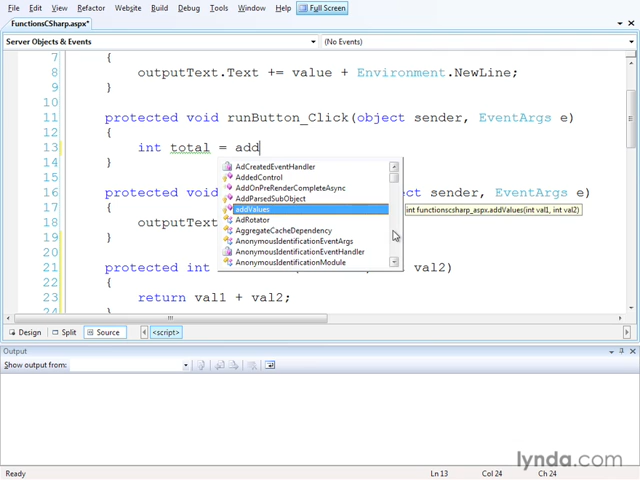 File Edit View Refactor Website Build Debug Tools Window Help Full Screen
FunctionsCSharp.aspx*
Server Objects & Events (No Events)
7 {
8 outputText.Text += value + Environment.NewLine;
9 }
10
11 protected void runButton_Click(object sender, EventArgs e)
12 {
13 int total = add
14 }
15
16 protected void ect sender, EventArgs e)
17 {
18 outputText
19 }
20
21 protected int val2)
22 {
23 return val1 + val2;
24 }
AdCreatedEventHandler
AddedControl
AddOnPreRenderCompleteAsync
AddParsedSubObject
addValues
AdRotator
AggregateCacheDependency
AnonymousIdentificationEventArgs
AnonymousIdentificationEventHandler
AnonymousIdentificationModule
int functionscsharp_aspx.addValues(int val1, int val2)
Design Split Source <script>
Output
Show output from:
lynda.com
Ready Ln 13 Col 24 Ch 24